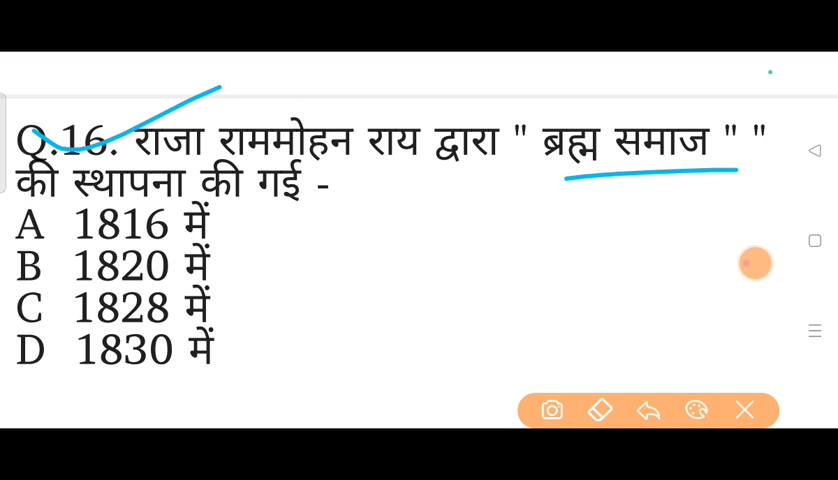 Q.16. राजा राममोहन राय द्वारा " ब्रह्म समाज " "
की स्थापना की गई -
A 1816 में
B 1820 में
C 1828 में
D 1830 में